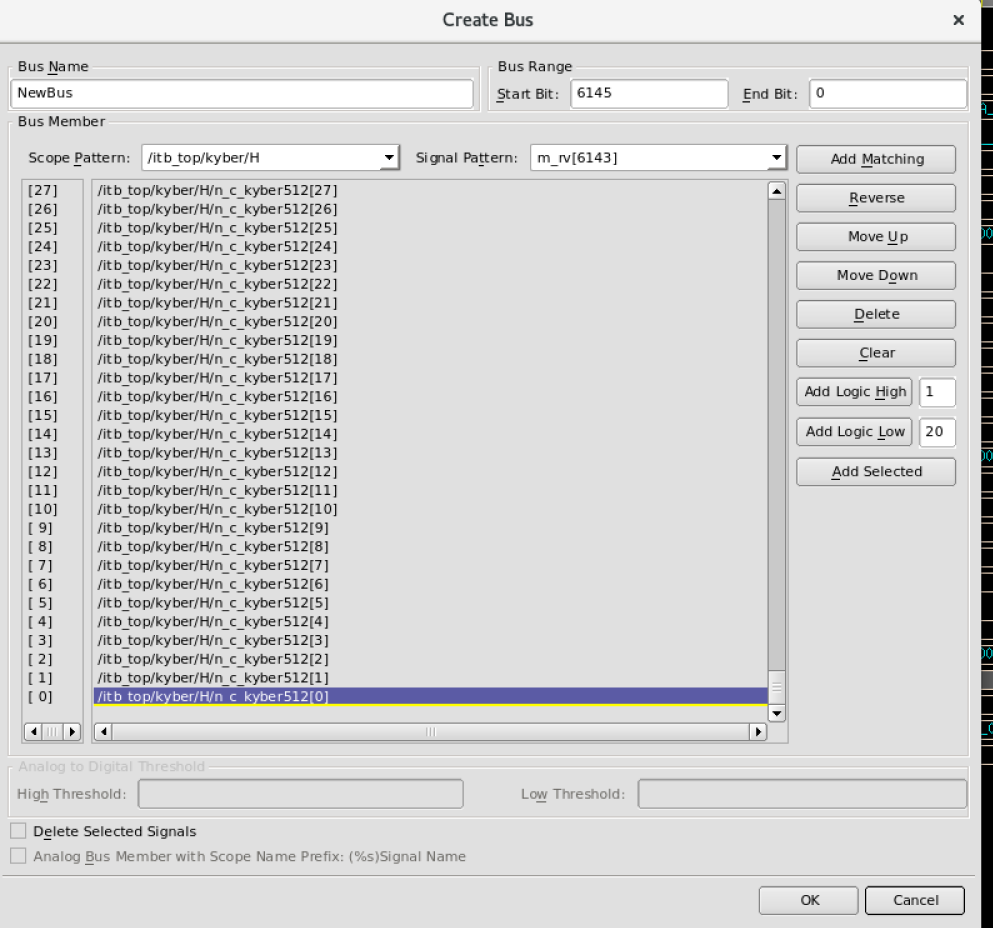 Create Bus
Bus Name
NewBus
Bus Range
Start Bit: 6145 End Bit: 0
Bus Member
Scope Pattern: /itb_top/kyber/H Signal Pattern: m_rv[6143] Add Matching
[27] /itb_top/kyber/H/n_c_kyber512[27]
[26] /itb_top/kyber/H/n_c_kyber512[26]
[25] /itb_top/kyber/H/n_c_kyber512[25]
[24] /itb_top/kyber/H/n_c_kyber512[24]
[23] /itb_top/kyber/H/n_c_kyber512[23]
[22] /itb_top/kyber/H/n_c_kyber512[22]
[21] /itb_top/kyber/H/n_c_kyber512[21]
[20] /itb_top/kyber/H/n_c_kyber512[20]
[19] /itb_top/kyber/H/n_c_kyber512[19]
[18] /itb_top/kyber/H/n_c_kyber512[18]
[17] /itb_top/kyber/H/n_c_kyber512[17]
[16] /itb_top/kyber/H/n_c_kyber512[16]
[15] /itb_top/kyber/H/n_c_kyber512[15]
[14] /itb_top/kyber/H/n_c_kyber512[14]
[13] /itb_top/kyber/H/n_c_kyber512[13]
[12] /itb_top/kyber/H/n_c_kyber512[12]
[11] /itb_top/kyber/H/n_c_kyber512[11]
[10] /itb_top/kyber/H/n_c_kyber512[10]
[ 9] /itb_top/kyber/H/n_c_kyber512[9]
[ 8] /itb_top/kyber/H/n_c_kyber512[8]
[ 7] /itb_top/kyber/H/n_c_kyber512[7]
[ 6] /itb_top/kyber/H/n_c_kyber512[6]
[ 5] /itb_top/kyber/H/n_c_kyber512[5]
[ 4] /itb_top/kyber/H/n_c_kyber512[4]
[ 3] /itb_top/kyber/H/n_c_kyber512[3]
[ 2] /itb_top/kyber/H/n_c_kyber512[2]
[ 1] /itb_top/kyber/H/n_c_kyber512[1]
[ 0] /itb_top/kyber/H/n_c_kyber512[0]
Reverse
Move Up
Move Down
Delete
Clear
Add Logic High 1
Add Logic Low 20
Add Selected
Analog to Digital Threshold
High Threshold: Low Threshold:
Delete Selected Signals
Analog Bus Member with Scope Name Prefix: (%s)Signal Name
OK Cancel